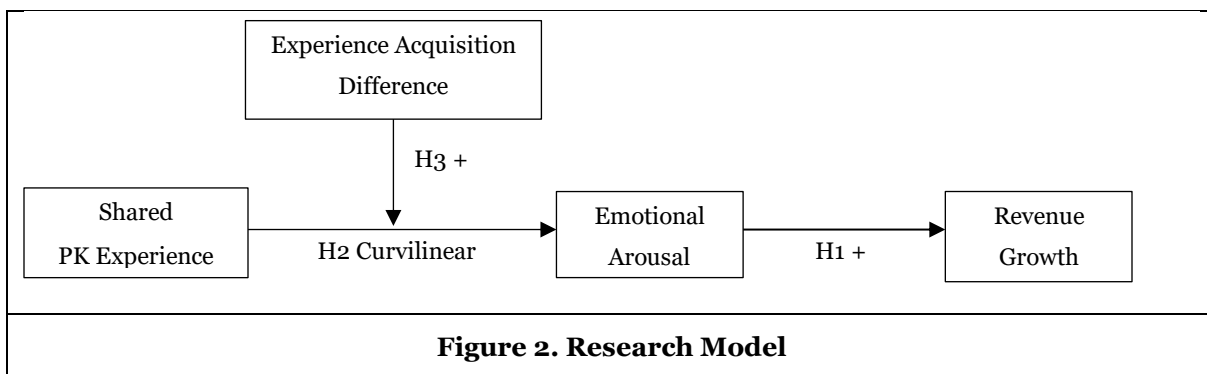 Experience Acquisition
Difference
H3 +
Shared
PK Experience
H2 Curvilinear
Emotional
Arousal
H1 +
Revenue
Growth
Figure 2. Research Model